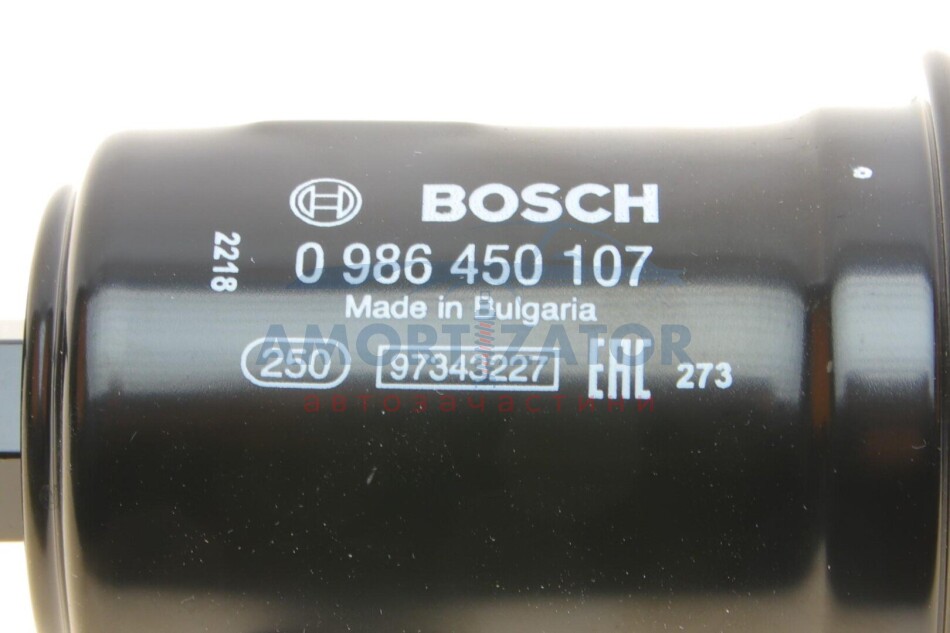 BOSCH
2218
0 986 450 107
Made in Bulgaria
AMORTIZATOR
250 97343227 EAC 273
автозапчастини